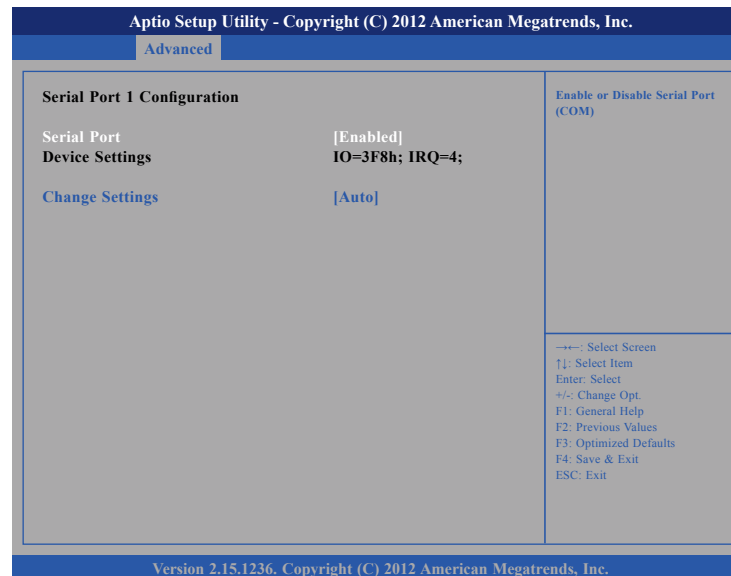 Aptio Setup Utility - Copyright (C) 2012 American Megatrends, Inc.
Advanced
Serial Port 1 Configuration
Serial Port [Enabled]
Device Settings IO=3F8h; IRQ=4;
Change Settings [Auto]
Enable or Disable Serial Port
(COM)
→←: Select Screen
↑↓: Select Item
Enter: Select
+/-: Change Opt.
F1: General Help
F2: Previous Values
F3: Optimized Defaults
F4: Save & Exit
ESC: Exit
Version 2.15.1236. Copyright (C) 2012 American Megatrends, Inc.